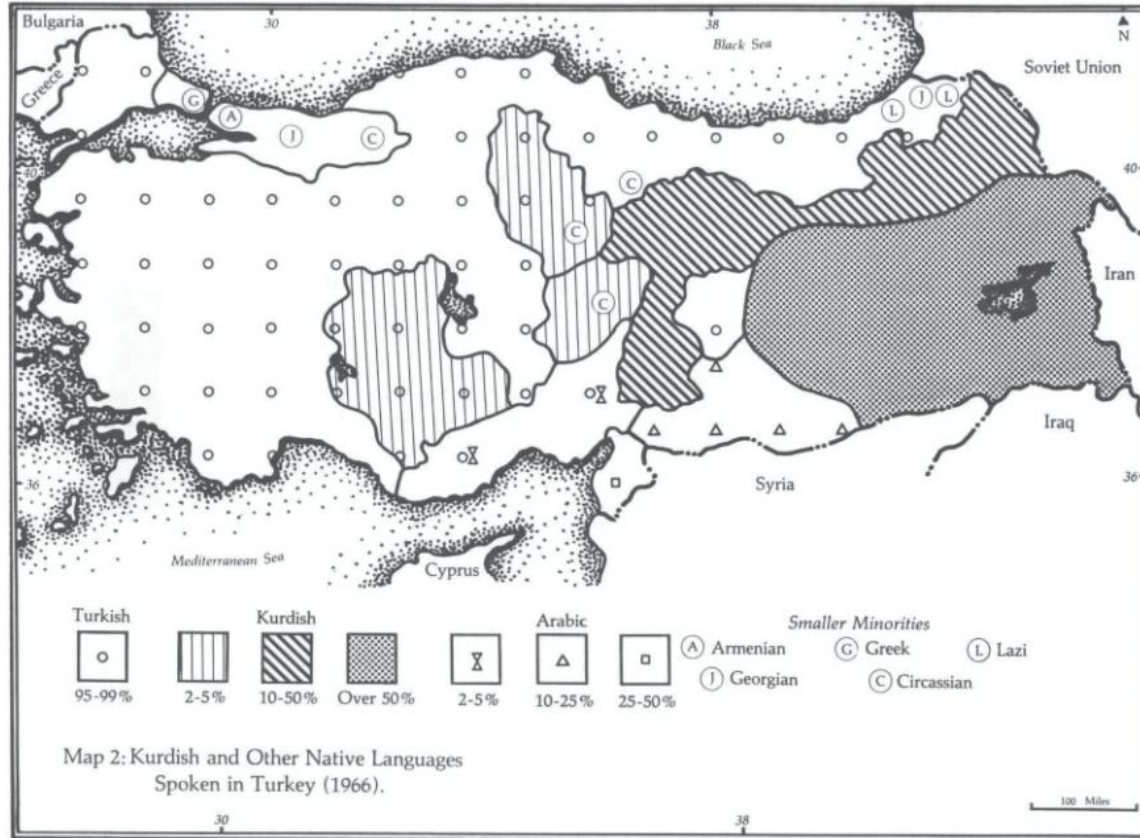 30
38
N
Bulgaria
Black Sea
Soviet Union
Greece
G
A
J
C
L
J
L
40
40
C
C
C
Iran
Iraq
36
Syria
36
Mediterranean Sea
Cyprus
Turkish
Kurdish
Arabic
95-99%
2-5%
10-50%
Over 50%
2-5%
10-25%
25-50%
Smaller Minorities
A Armenian
G Greek
L Lazi
J Georgian
C Circassian
Map 2: Kurdish and Other Native Languages
Spoken in Turkey (1966).
100 Miles
30
38